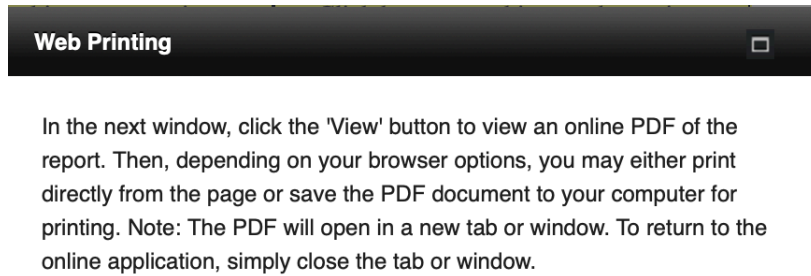 Web Printing
In the next window, click the 'View' button to view an online PDF of the
report. Then, depending on your browser options, you may either print
directly from the page or save the PDF document to your computer for
printing. Note: The PDF will open in a new tab or window. To return to the
online application, simply close the tab or window.